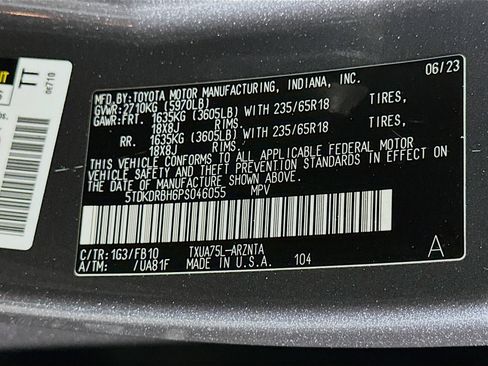 MFD.BY:TOYOTA MOTOR MANUFACTURING, INDIANA, INC. 06/23
GVWR:2710KG (5970LB)
GAWR:FRT. 1635KG (3605LB) WITH 235/65R18 TIRES,
18X8J RIMS
RR. 1635KG (3605LB) WITH 235/65R18 TIRES,
18X8J RIMS
THIS VEHICLE CONFORMS TO ALL APPLICABLE FEDERAL MOTOR
VEHICLE SAFETY AND THEFT PREVENTION STANDARDS IN EFFECT ON
THE DATE OF MANUFACTURE SHOWN ABOVE.
5TDKDRBH6PS046055 MPV
C/TR:1G3/FB10 TXUA75L-ARZNTA
A/TM: /UA81F MADE IN U.S.A. 104
A
TT
0E710